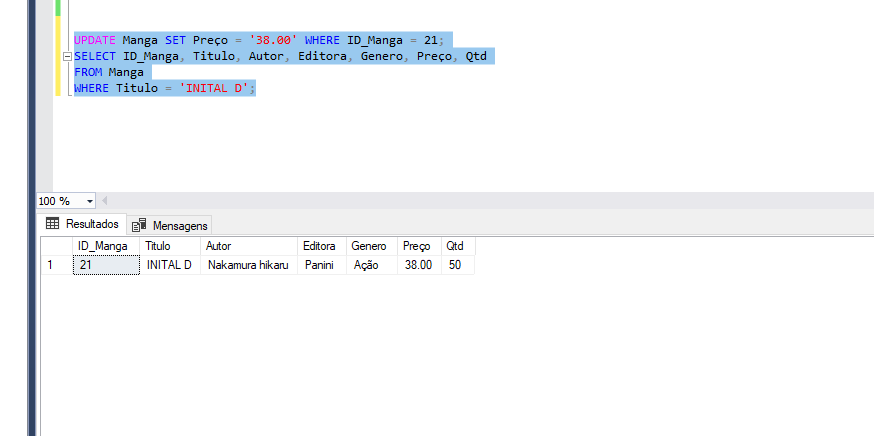 UPDATE Manga SET Preço = '38.00' WHERE ID_Manga = 21;
SELECT ID_Manga, Titulo, Autor, Editora, Genero, Preço, Qtd
FROM Manga
WHERE Titulo = 'INITAL D';
100 %
Resultados Mensagens
ID_Manga Titulo Autor Editora Genero Preço Qtd
1 21 INITAL D Nakamura hikaru Panini Ação 38.00 50